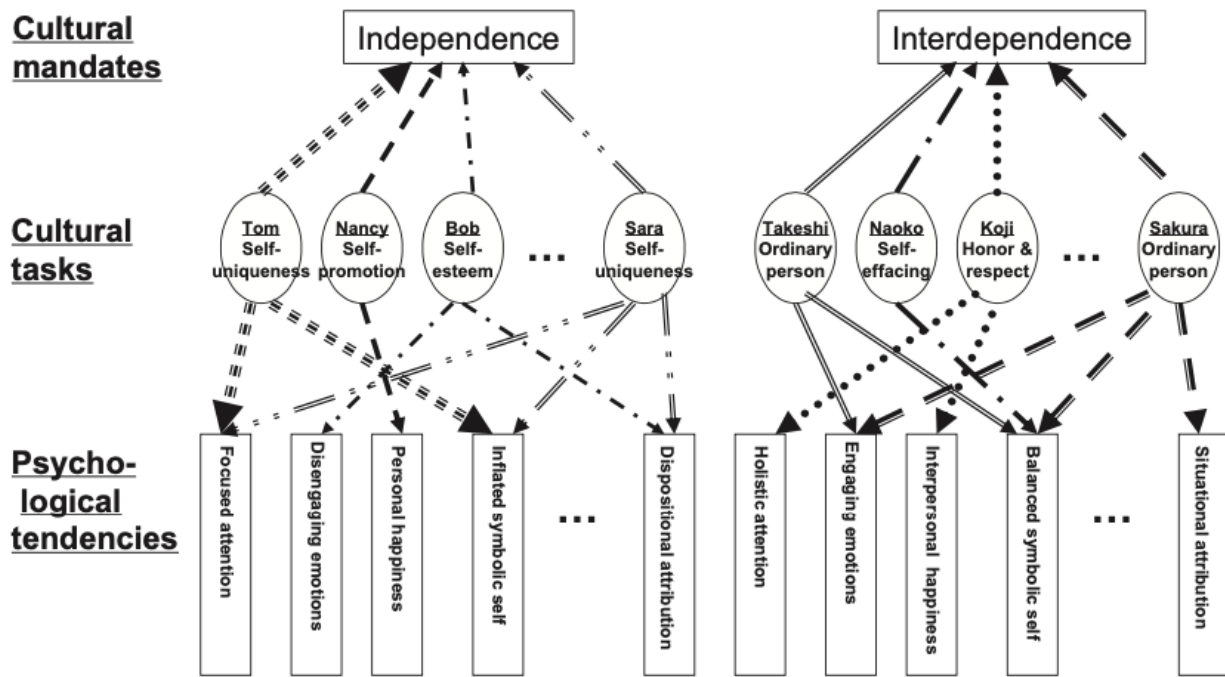 Cultural
mandates
Independence
Interdependence
Cultural
tasks
Tom
Self-
uniqueness
Nancy
Self-
promotion
Bob
Self-
esteem
...
Sara
Self-
uniqueness
Takeshi
Ordinary
person
Naoko
Self-
effacing
Koji
Honor &
respect
...
Sakura
Ordinary
person
Psycho-
logical
tendencies
Focused attention
Disengaging emotions
Personal happiness
Inflated symbolic self
...
Dispositional attribution
Holistic attention
Engaging emotions
Interpersonal happiness
Balanced symbolic self
...
Situational attribution